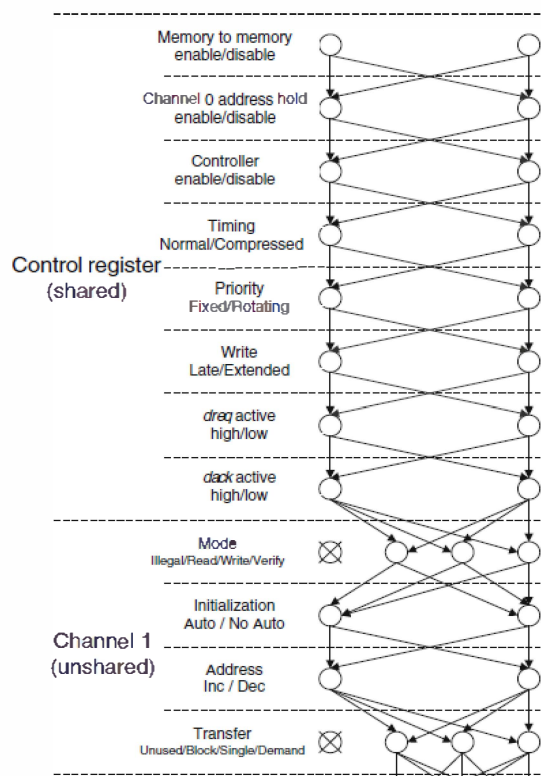 Memory to memory
enable/disable
Channel 0 address hold
enable/disable
Controller
enable/disable
Timing
Normal/Compressed
Control register
(shared)
Priority
Fixed/Rotating
Write
Late/Extended
dreq active
high/low
dack active
high/low
Mode
Illegal/Read/Write/Verify
Initialization
Auto / No Auto
Channel 1
(unshared)
Address
Inc / Dec
Transfer
Unused/Block/Single/Demand